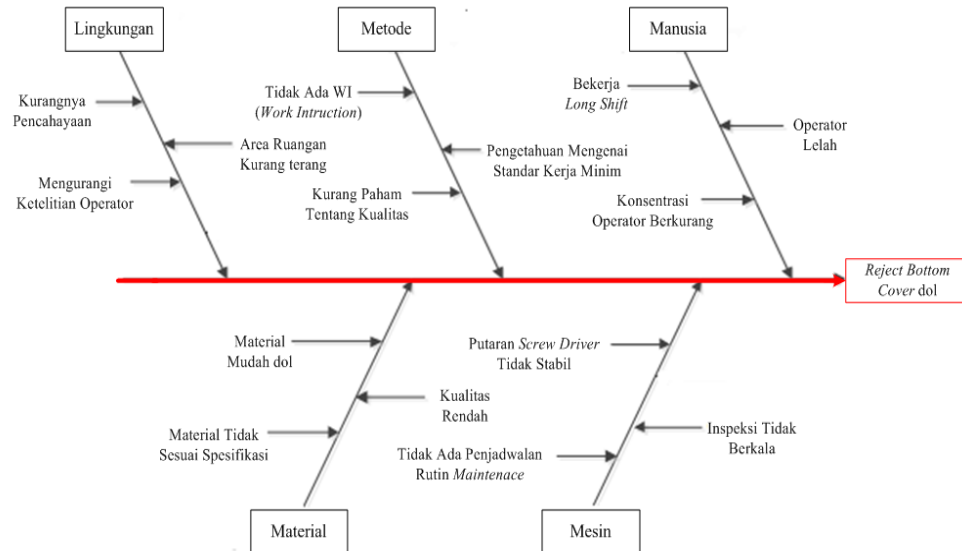 Lingkungan
Metode
Manusia
Kurangnya
Pencahayaan
Area Ruangan
Kurang terang
Mengurangi
Ketelitian Operator
Tidak Ada WI
(Work Intruction)
Pengetahuan Mengenai
Standar Kerja Minim
Kurang Paham
Tentang Kualitas
Bekerja
Long Shift
Operator
Lelah
Konsentrasi
Operator Berkurang
Reject Bottom
Cover dol
Material
Mudah dol
Kualitas
Rendah
Material Tidak
Sesuai Spesifikasi
Putaran Screw Driver
Tidak Stabil
Inspeksi Tidak
Berkala
Tidak Ada Penjadwalan
Rutin Maintenace
Material
Mesin